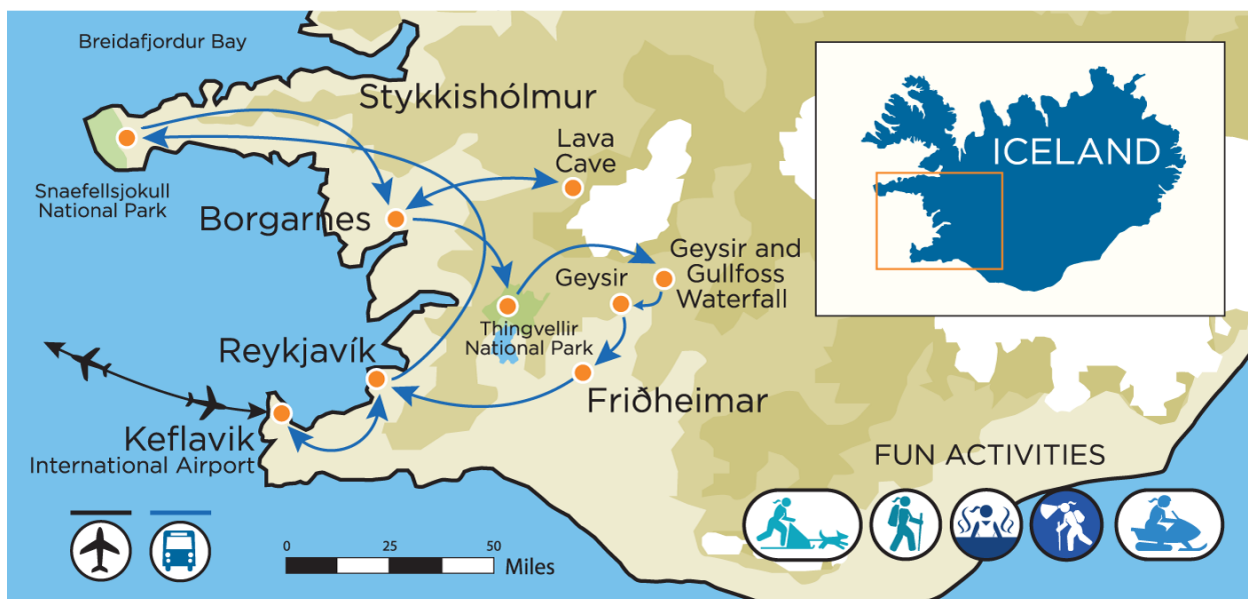 Breidafjordur Bay
Stykkishólmur
Lava
Cave
ICELAND
Snaefellsjokull
National Park
Borgarnes
Geysir and
Gullfoss
Waterfall
Geysir
Thingvellir
National Park
Reykjavík
Friðheimar
Keflavik
International Airport
FUN ACTIVITIES
0 25 50
Miles